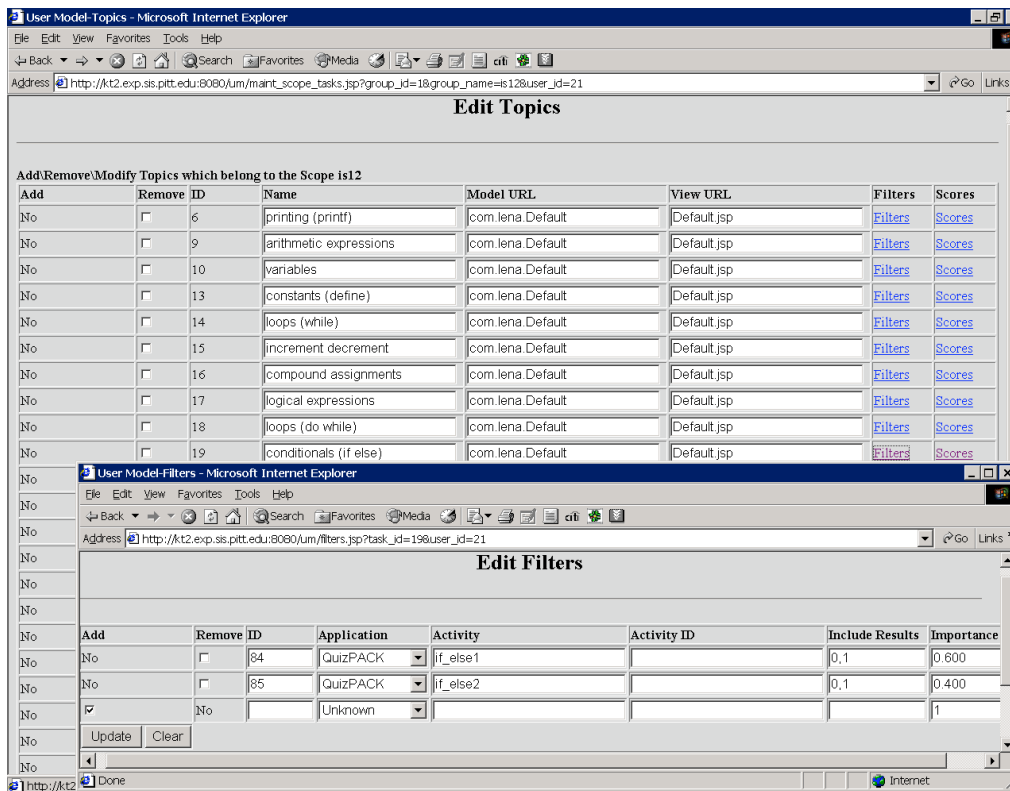 User Model-Topics - Microsoft Internet Explorer
File Edit View Favorites Tools Help
Back Search Favorites Media citi
Address http://kt2.exp.sis.pitt.edu:8080/um/maint_scope_tasks.jsp?group_id=1&group_name=is12&user_id=21 Go Links
Edit Topics
Add\Remove\Modify Topics which belong to the Scope is12
Add Remove ID Name Model URL View URL Filters Scores
No 6 printing (printf) com.lena.Default Default.jsp Filters Scores
No 9 arithmetic expressions com.lena.Default Default.jsp Filters Scores
No 10 variables com.lena.Default Default.jsp Filters Scores
No 13 constants (define) com.lena.Default Default.jsp Filters Scores
No 14 loops (while) com.lena.Default Default.jsp Filters Scores
No 15 increment decrement com.lena.Default Default.jsp Filters Scores
No 16 compound assignments com.lena.Default Default.jsp Filters Scores
No 17 logical expressions com.lena.Default Default.jsp Filters Scores
No 18 loops (do while) com.lena.Default Default.jsp Filters Scores
No 19 conditionals (if else) com.lena.Default Default.jsp Filters Scores
No
No
No
No
No
No
No
No
No
No
No
No
http://kt2
User Model-Filters - Microsoft Internet Explorer
File Edit View Favorites Tools Help
Back Search Favorites Media citi
Address http://kt2.exp.sis.pitt.edu:8080/um/filters.jsp?task_id=19&user_id=21 Go Links
Edit Filters
Add Remove ID Application Activity Activity ID Include Results Importance
No 84 QuizPACK if_else1 0,1 0.600
No 85 QuizPACK if_else2 0,1 0.400
No Unknown 1
Update Clear
Done Internet